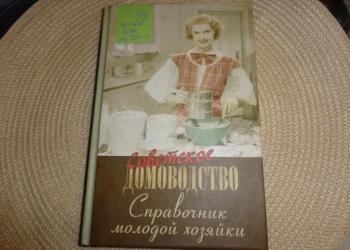 Советское
ДОМОВОДСТВО
Справочник
молодой хозяйки